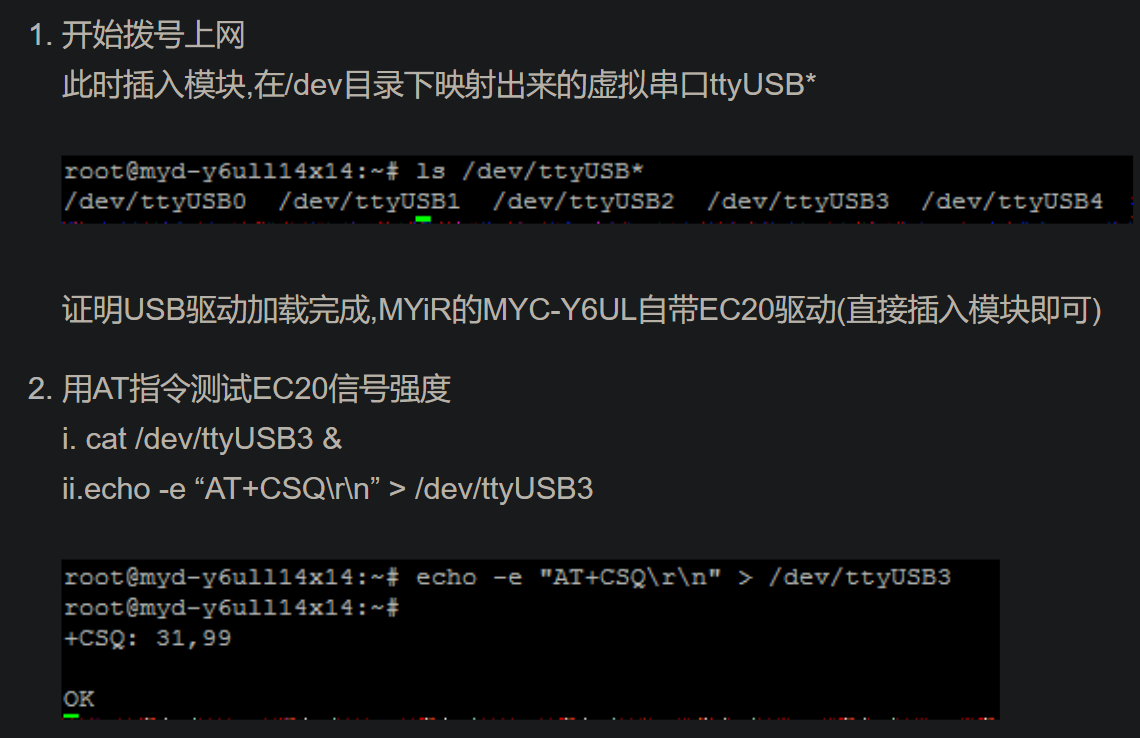 1. 开始拨号上网
此时插入模块,在/dev目录下映射出来的虚拟串口ttyUSB*
root@myd-y6ull14x14:~# ls /dev/ttyUSB*
/dev/ttyUSB0  /dev/ttyUSB1  /dev/ttyUSB2  /dev/ttyUSB3  /dev/ttyUSB4
证明USB驱动加载完成,MYiR的MYC-Y6UL自带EC20驱动(直接插入模块即可)
2. 用AT指令测试EC20信号强度
i. cat /dev/ttyUSB3 &
ii.echo -e “AT+CSQ\r\n” > /dev/ttyUSB3
root@myd-y6ull14x14:~# echo -e "AT+CSQ\r\n" > /dev/ttyUSB3
root@myd-y6ull14x14:~#
+CSQ: 31,99
OK